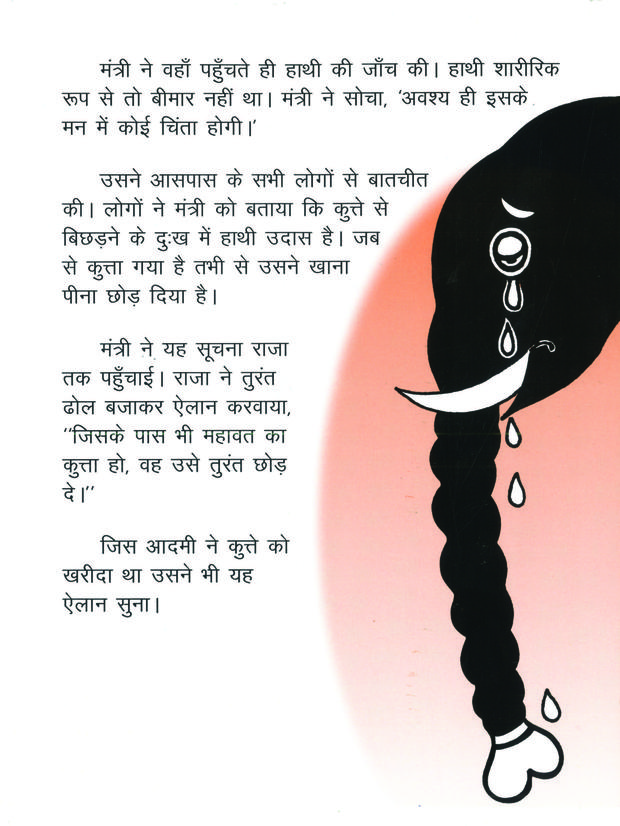 मंत्री ने वहाँ पहुँचते ही हाथी की जाँच की। हाथी शारीरिक
रूप से तो बीमार नहीं था। मंत्री ने सोचा, 'अवश्य ही इसके
मन में कोई चिंता होगी।'
उसने आसपास के सभी लोगों से बातचीत
की। लोगों ने मंत्री को बताया कि कुत्ते से
बिछड़ने के दुःख में हाथी उदास है। जब
से कुत्ता गया है तभी से उसने खाना
पीना छोड़ दिया है।
मंत्री ने यह सूचना राजा
तक पहुँचाई। राजा ने तुरंत
ढोल बजाकर ऐलान करवाया,
''जिसके पास भी महावत का
कुत्ता हो, वह उसे तुरंत छोड़
दे।''
जिस आदमी ने कुत्ते को
खरीदा था उसने भी यह
ऐलान सुना।